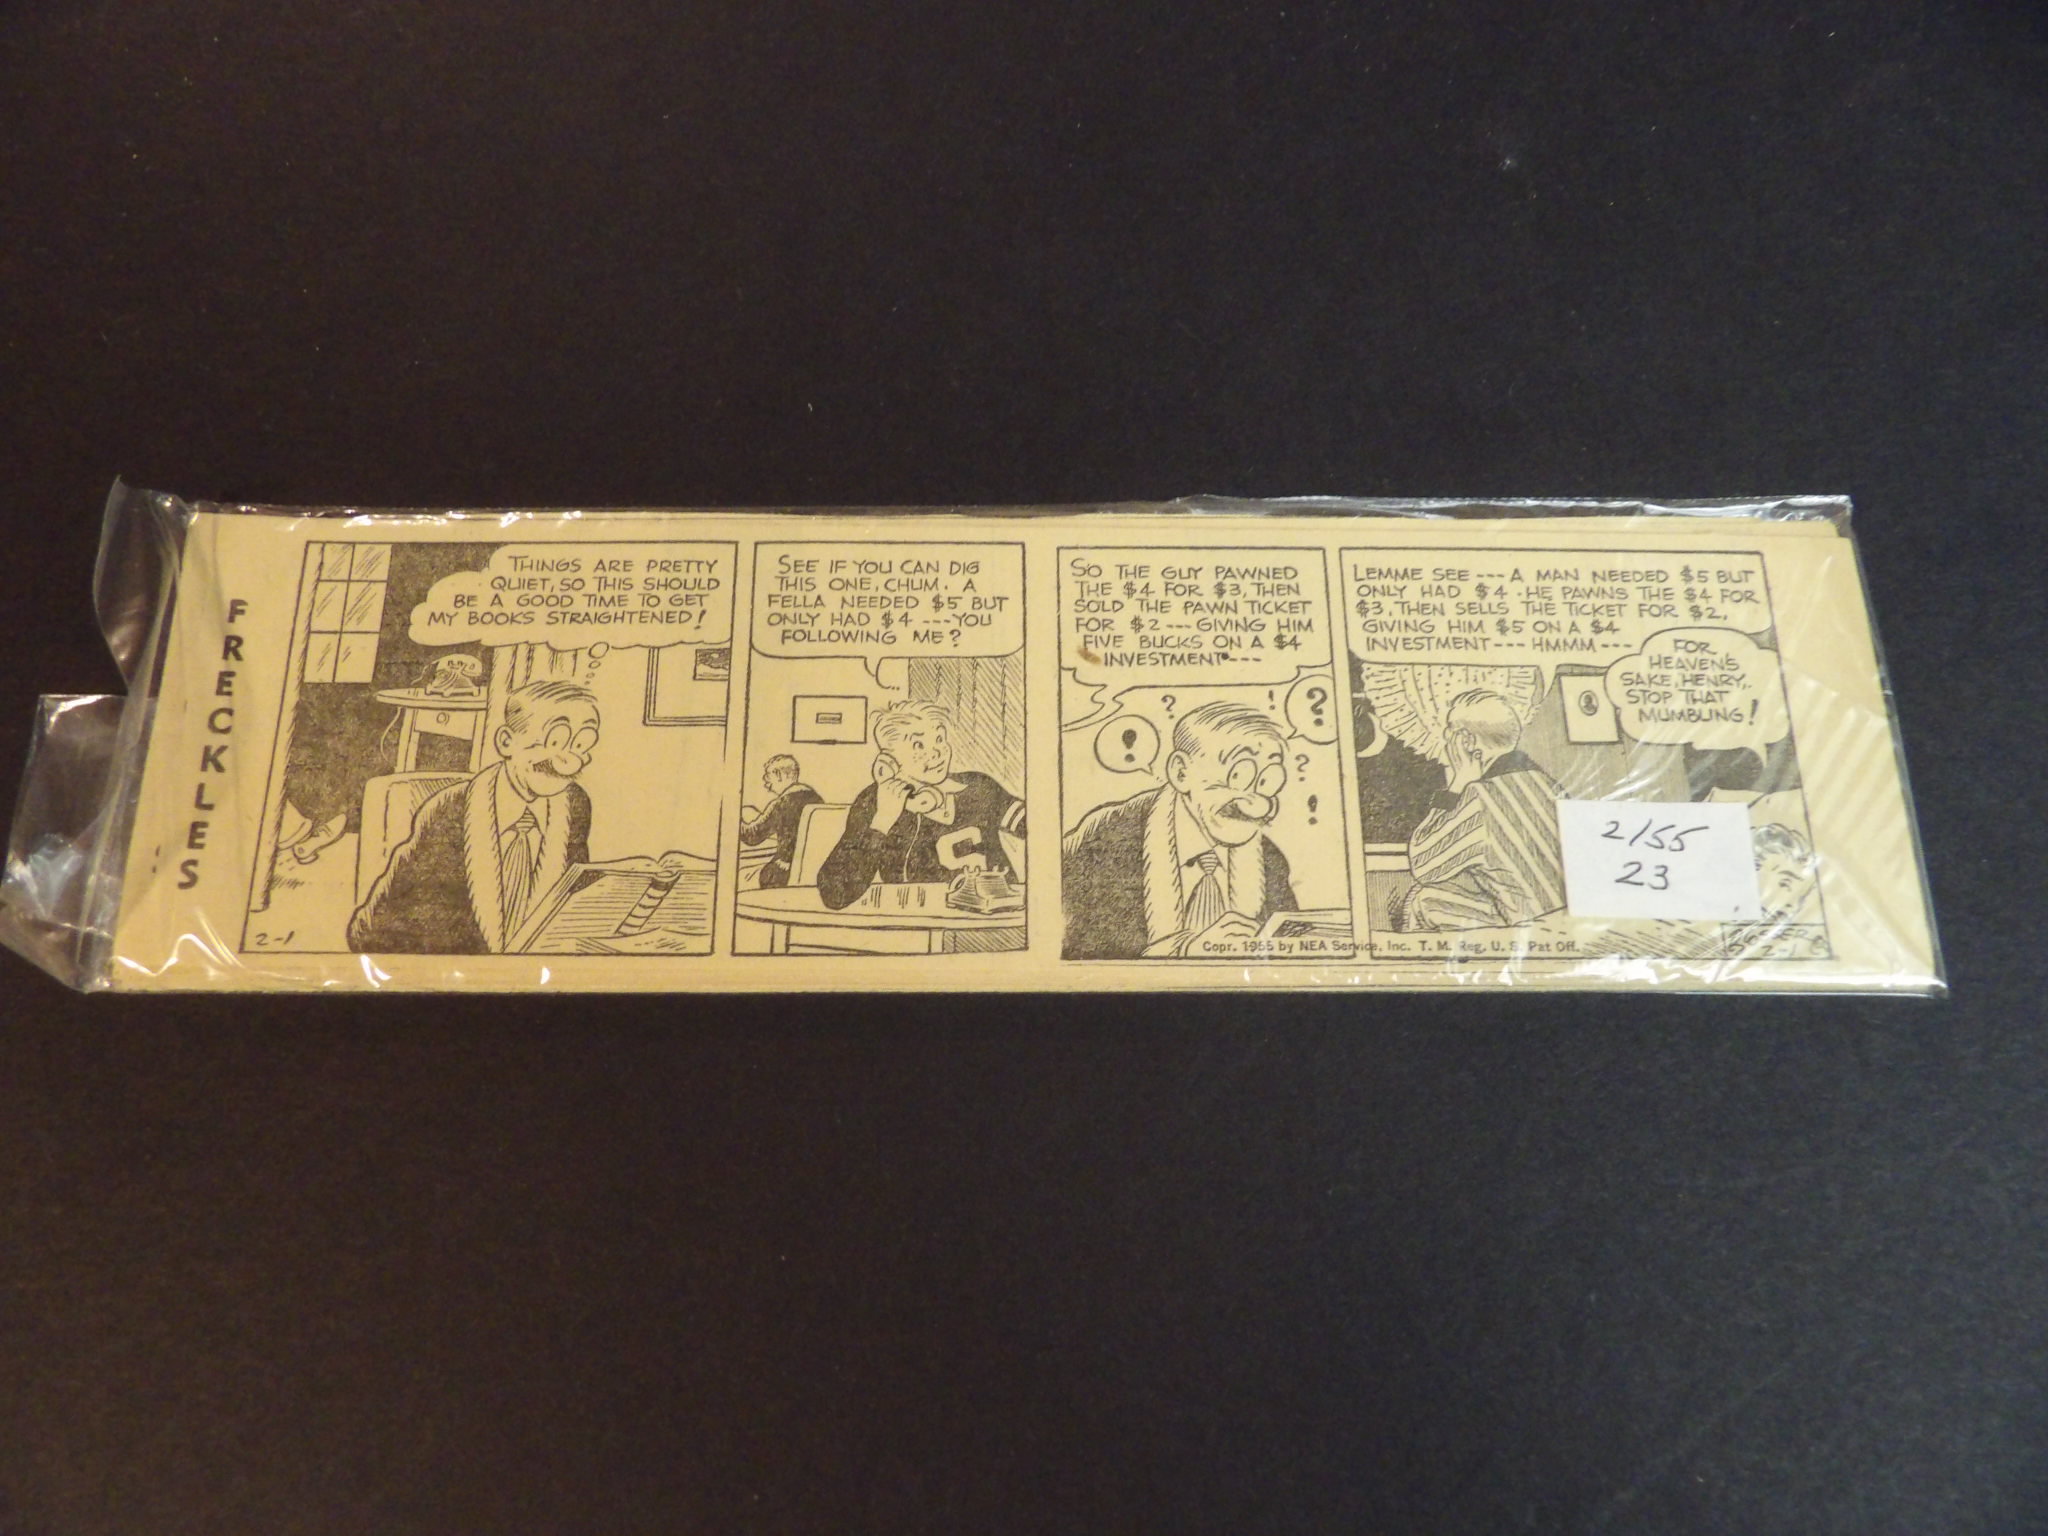 FRECKLES
THINGS ARE PRETTY
QUIET, SO THIS SHOULD
BE A GOOD TIME TO GET
MY BOOKS STRAIGHTENED!
2-1
SEE IF YOU CAN DIG
THIS ONE, CHUM. A
FELLA NEEDED $5 BUT
ONLY HAD $4 ----YOU
FOLLOWING ME?
C
SO THE GUY PAWNED
THE $4 FOR $3, THEN
SOLD THE PAWN TICKET
FOR $2 --- GIVING HIM
FIVE BUCKS ON A $4
INVESTMENT ---
? ! ?
!
?
!
LEMME SEE --- A MAN NEEDED $5 BUT
ONLY HAD $4. HE PAWNS THE $4 FOR
$3, THEN SELLS THE TICKET FOR $2,
GIVING HIM $5 ON A $4
INVESTMENT --- HMMM ---
FOR
HEAVEN'S
SAKE, HENRY,
STOP THAT
MUMBLING!
2/55
23
Copr. 1955 by NEA Service, Inc. T. M. Reg. U. S. Pat Off.
2-1